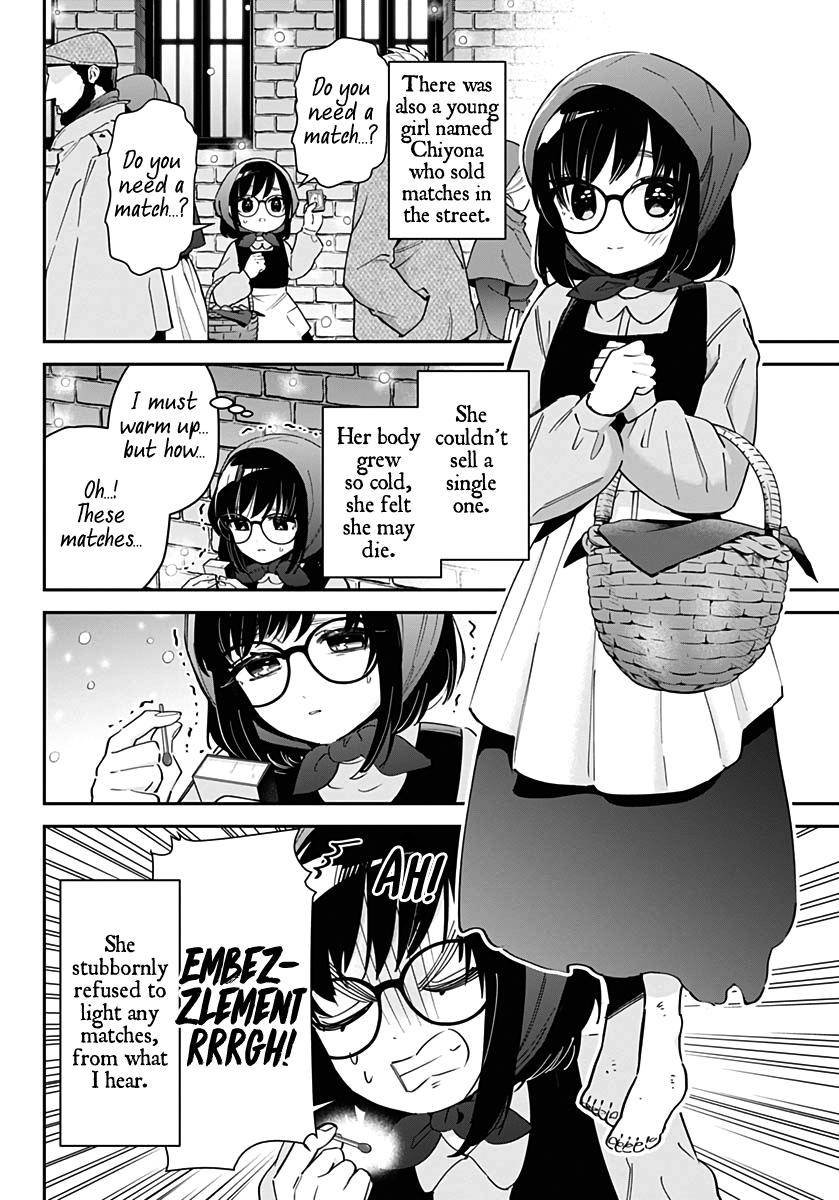 There was
also a young
girl named
Chiyona
who sold
matches in
the street.
Do you
need a
match...?
Do you
need a
match...?
She
couldn't
sell a
single
one.
Her body
grew
so cold,
she felt
she may
die.
I must
warm up...
but how...
Oh...!
These
matches...
AH!
EMBEZ-
ZLEMENT
RRRGH!
She
stubbornly
refused to
light any
matches,
from what
I hear.